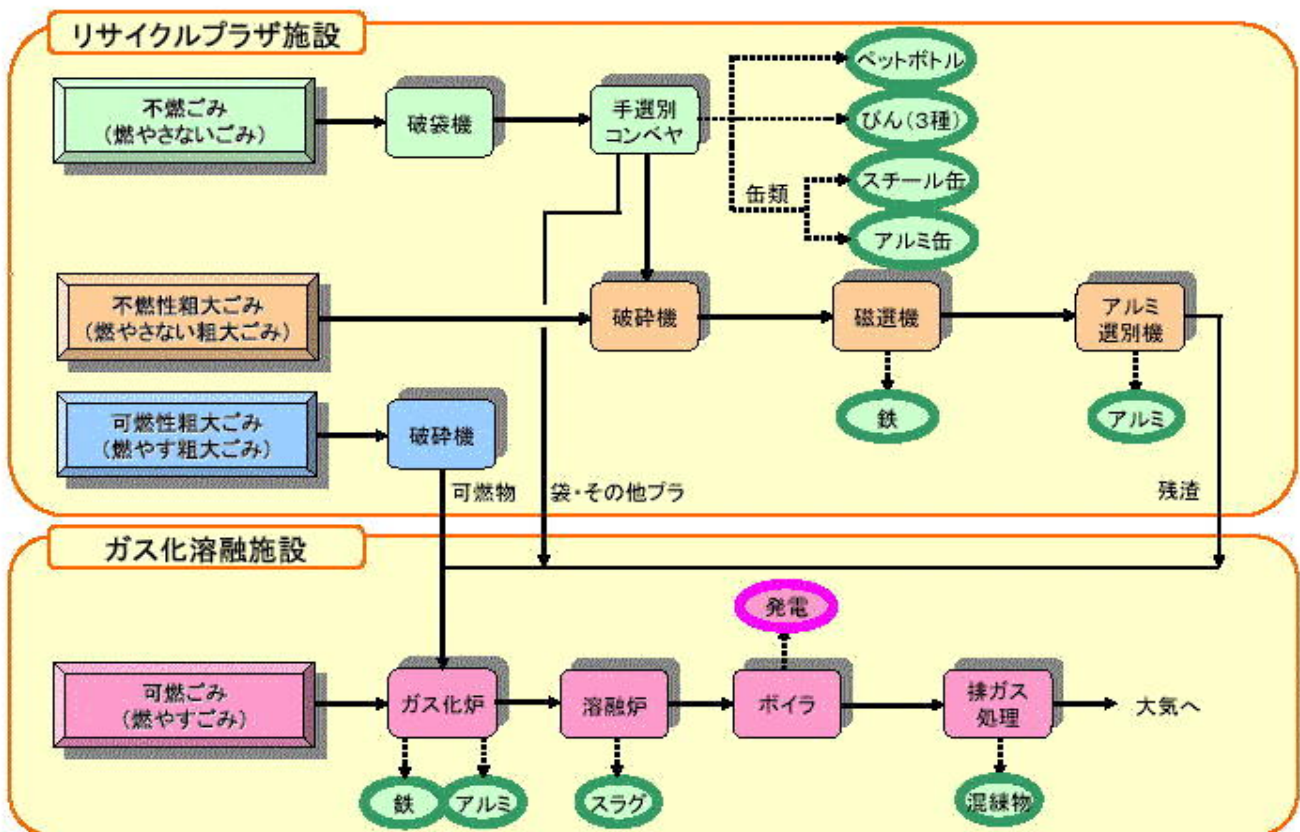 リサイクルプラザ施設
不燃ごみ
(燃やさないごみ)
破袋機
手選別
コンベヤ
ペットボトル
びん(3種)
缶類
スチール缶
アルミ缶
不燃性粗大ごみ
(燃やさない粗大ごみ)
破砕機
磁選機
アルミ
選別機
鉄
アルミ
可燃性粗大ごみ
(燃やす粗大ごみ)
破砕機
可燃物
袋・その他プラ
残渣
ガス化溶融施設
発電
可燃ごみ
(燃やすごみ)
ガス化炉
溶融炉
ボイラ
排ガス
処理
大気へ
鉄
アルミ
スラグ
混練物